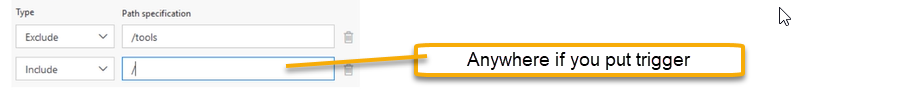 Type Path specification
Exclude /tools
Include /
Anywhere if you put trigger